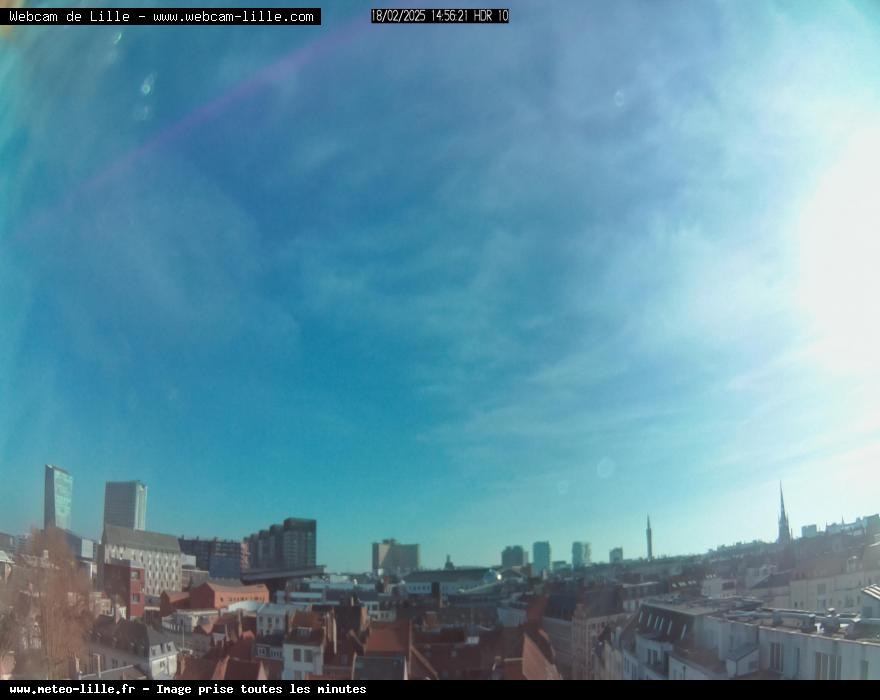 Webcam de Lille - www.webcam-lille.com
18/02/2025 14:56:21 HDR 10
www.meteo-lille.fr - Image prise toutes les minutes